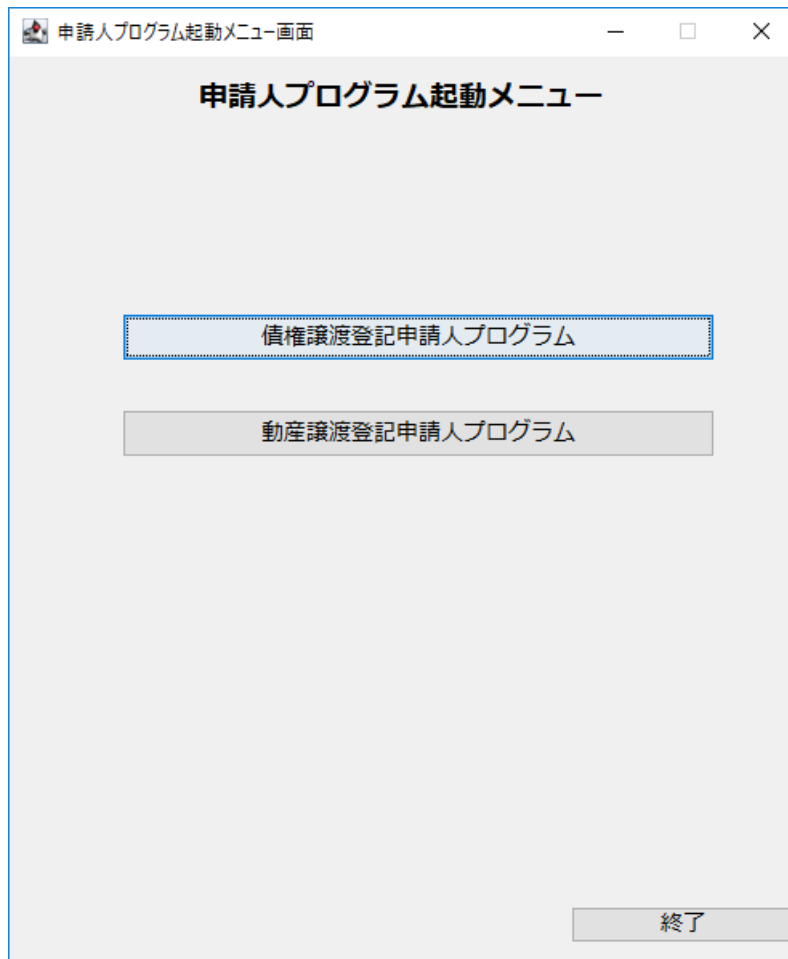 申請人プログラム起動メニュー画面
申請人プログラム起動メニュー
債権譲渡登記申請人プログラム
動産譲渡登記申請人プログラム
終了